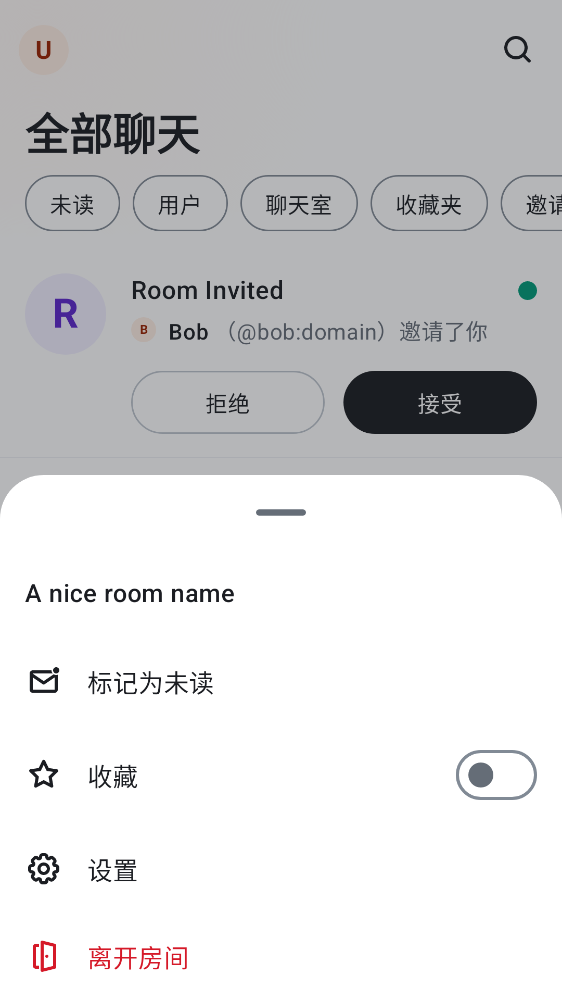 U
全部聊天
未读 用户 聊天室 收藏夹 邀请
R
Room Invited
B Bob （@bob:domain）邀请了你
拒绝 接受
A nice room name
标记为未读
收藏
设置
离开房间